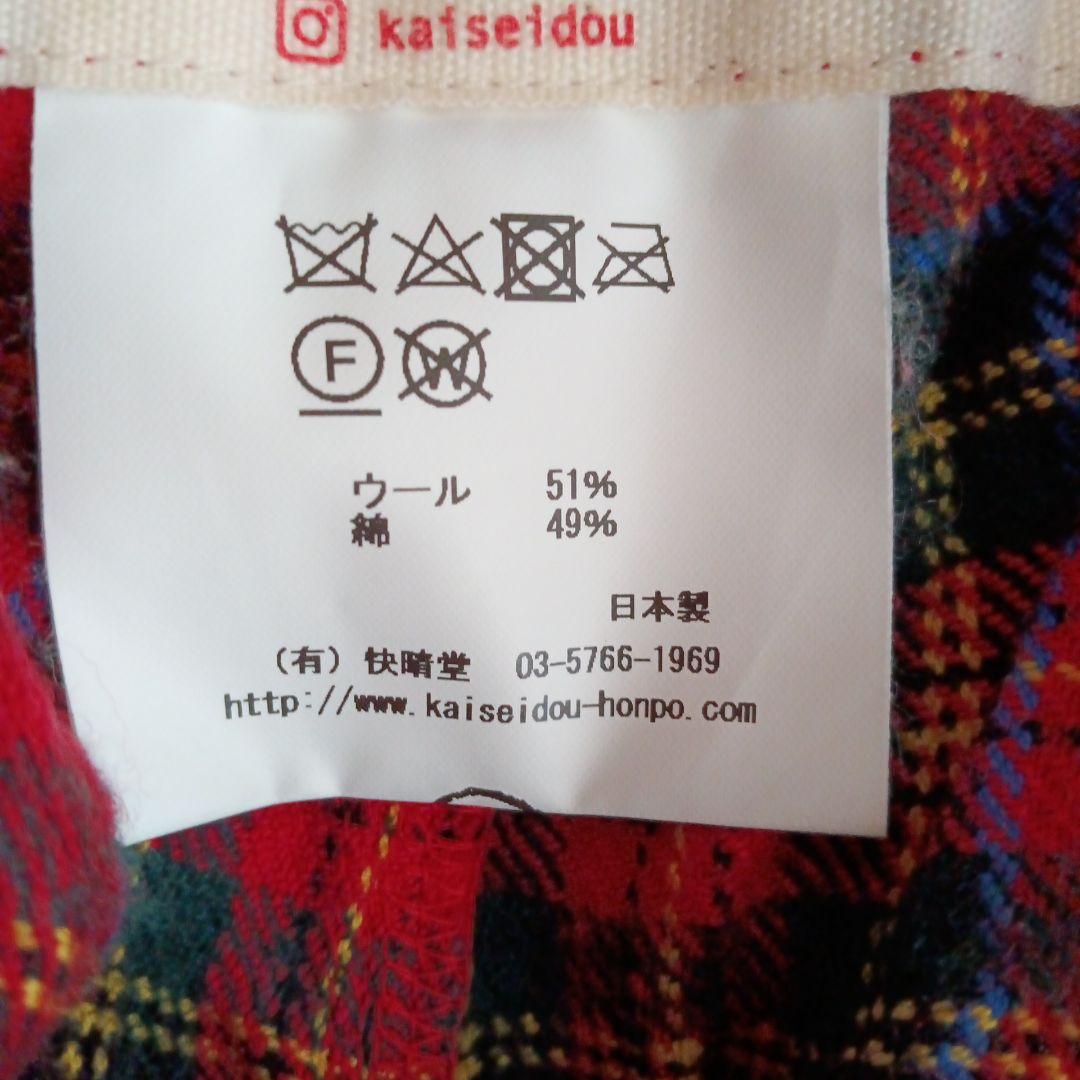 kaiseidou
F W
ウール 51%
綿 49%
日本製
(有) 快晴堂 03-5766-1969
http://www.kaiseidou-honpo.com